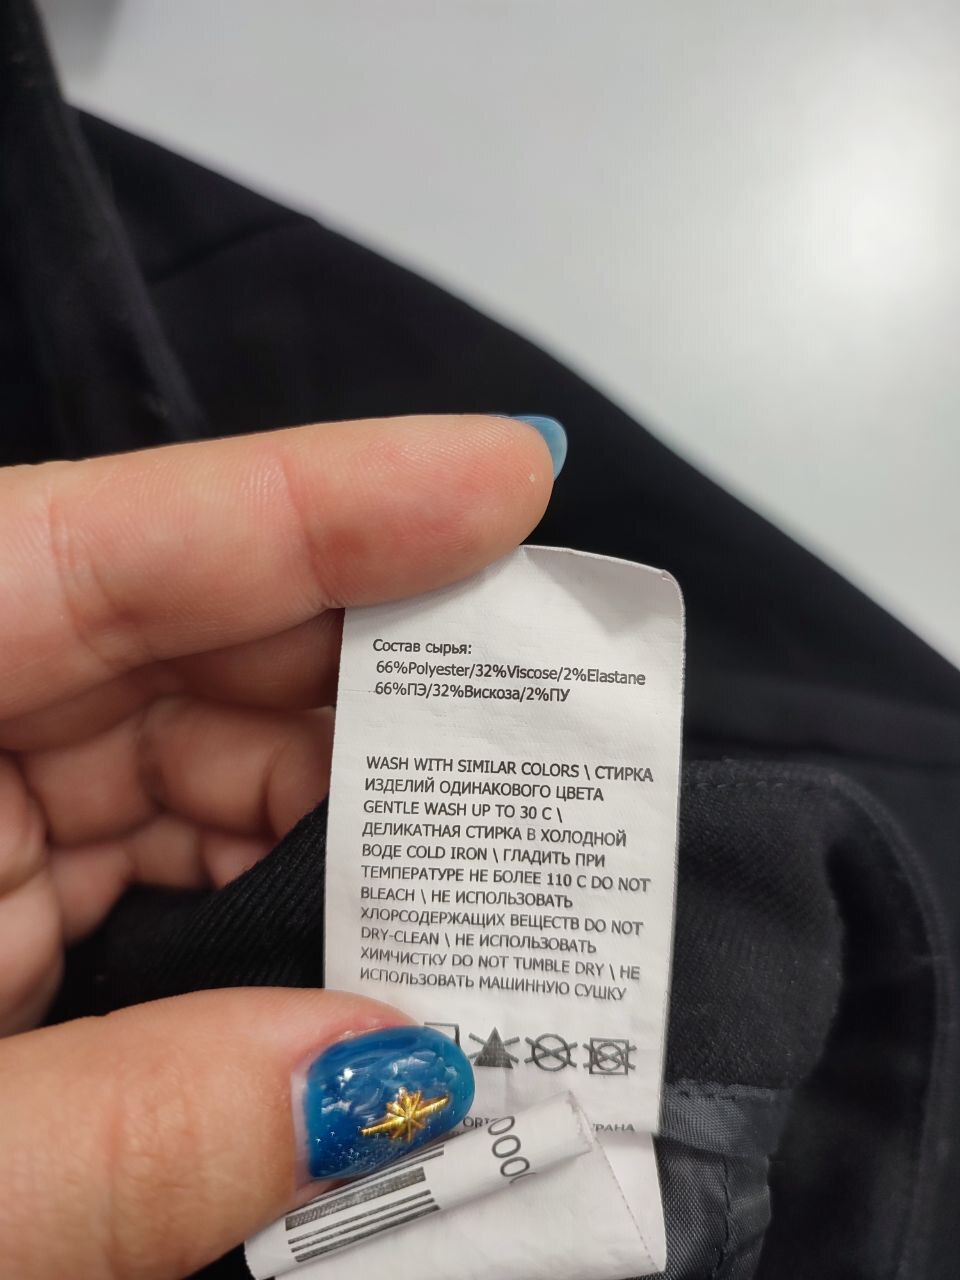 Состав сырья:
66%Polyester/32%Viscose/2%Elastane
66%ПЭ/32%Вискоза/2%ПУ
WASH WITH SIMILAR COLORS \ СТИРКА
ИЗДЕЛИЙ ОДИНАКОВОГО ЦВЕТА
GENTLE WASH UP TO 30 C \
ДЕЛИКАТНАЯ СТИРКА В ХОЛОДНОЙ
ВОДЕ COLD IRON \ ГЛАДИТЬ ПРИ
ТЕМПЕРАТУРЕ НЕ БОЛЕЕ 110 С DO NOT
BLEACH \ НЕ ИСПОЛЬЗОВАТЬ
ХЛОРСОДЕРЖАЩИХ ВЕЩЕСТВ DO NOT
DRY-CLEAN \ НЕ ИСПОЛЬЗОВАТЬ
ХИМЧИСТКУ DO NOT TUMBLE DRY \ НЕ
ИСПОЛЬЗОВАТЬ МАШИННУЮ СУШКУ